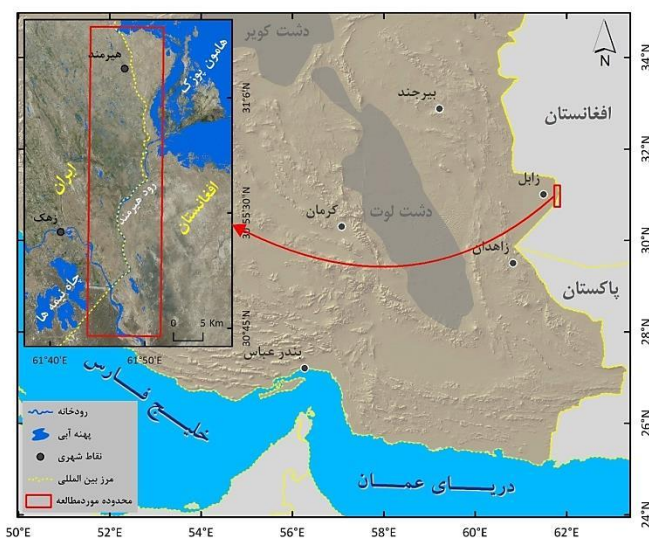 هامون پوزک
هیرمند
ایران
رود هیرمند
افغانستان
زهک
چاه نیمه ها
31°6'N
30°55'30"N
30°45'N
61°40'E
61°50'E
0 5 Km
دشت کویر
بیرجند
افغانستان
زابل
دشت لوت
کرمان
زاهدان
پاکستان
بندر عباس
خلیج فارس
دریای عمان
N
34°N
32°N
30°N
28°N
26°N
24°N
50°E
52°E
54°E
56°E
58°E
60°E
62°E
رودخانه
پهنه آبی
نقاط شهری
مرز بین المللی
محدوده موردمطالعه